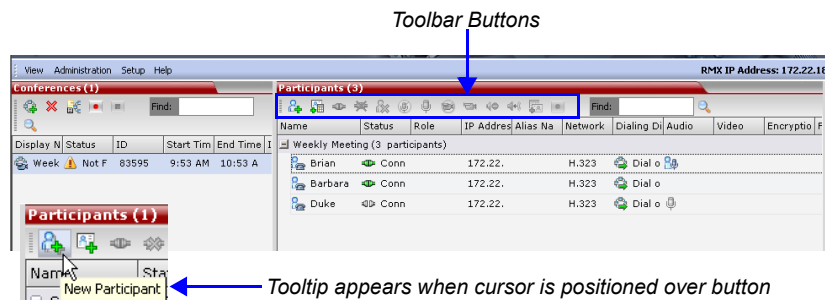 Toolbar Buttons
View Administration Setup Help
RMX IP Address: 172.22.18
Conferences (1)
Participants (3)
Find:
Find:
Display N Status ID Start Tim End Time I
Name Status Role IP Addres Alias Na Network Dialing Di Audio Video Encryptio F
Weekly Meeting (3 participants)
Week Not F 83595 9:53 AM 10:53 A
Brian Conn 172.22. H.323 Dial o
Barbara Conn 172.22. H.323 Dial o
Duke Conn 172.22. H.323 Dial o
Participants (1)
Name Sta
New Participant
Tooltip appears when cursor is positioned over button